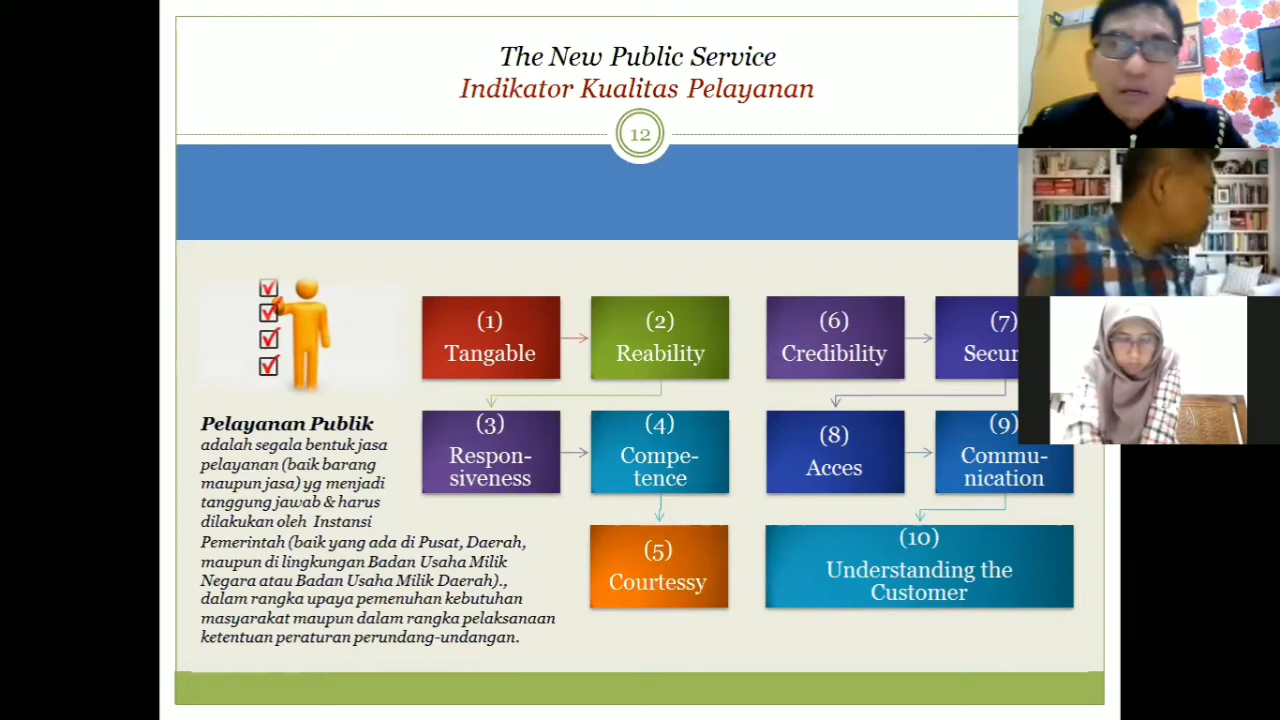 The New Public Service
Indikator Kualitas Pelayanan
12
(1)
Tangable
(2)
Reability
(3)
Respon-
siveness
(4)
Compe-
tence
(5)
Courtessy
(6)
Credibility
(7)
Secur
(8)
Acces
(9)
Commu-
nication
(10)
Understanding the
Customer
Pelayanan Publik
adalah segala bentuk jasa
pelayanan (baik barang
maupun jasa) yg menjadi
tanggung jawab & harus
dilakukan oleh Instansi
Pemerintah (baik yang ada di Pusat, Daerah,
maupun di lingkungan Badan Usaha Milik
Negara atau Badan Usaha Milik Daerah).,
dalam rangka upaya pemenuhan kebutuhan
masyarakat maupun dalam rangka pelaksanaan
ketentuan peraturan perundang-undangan.